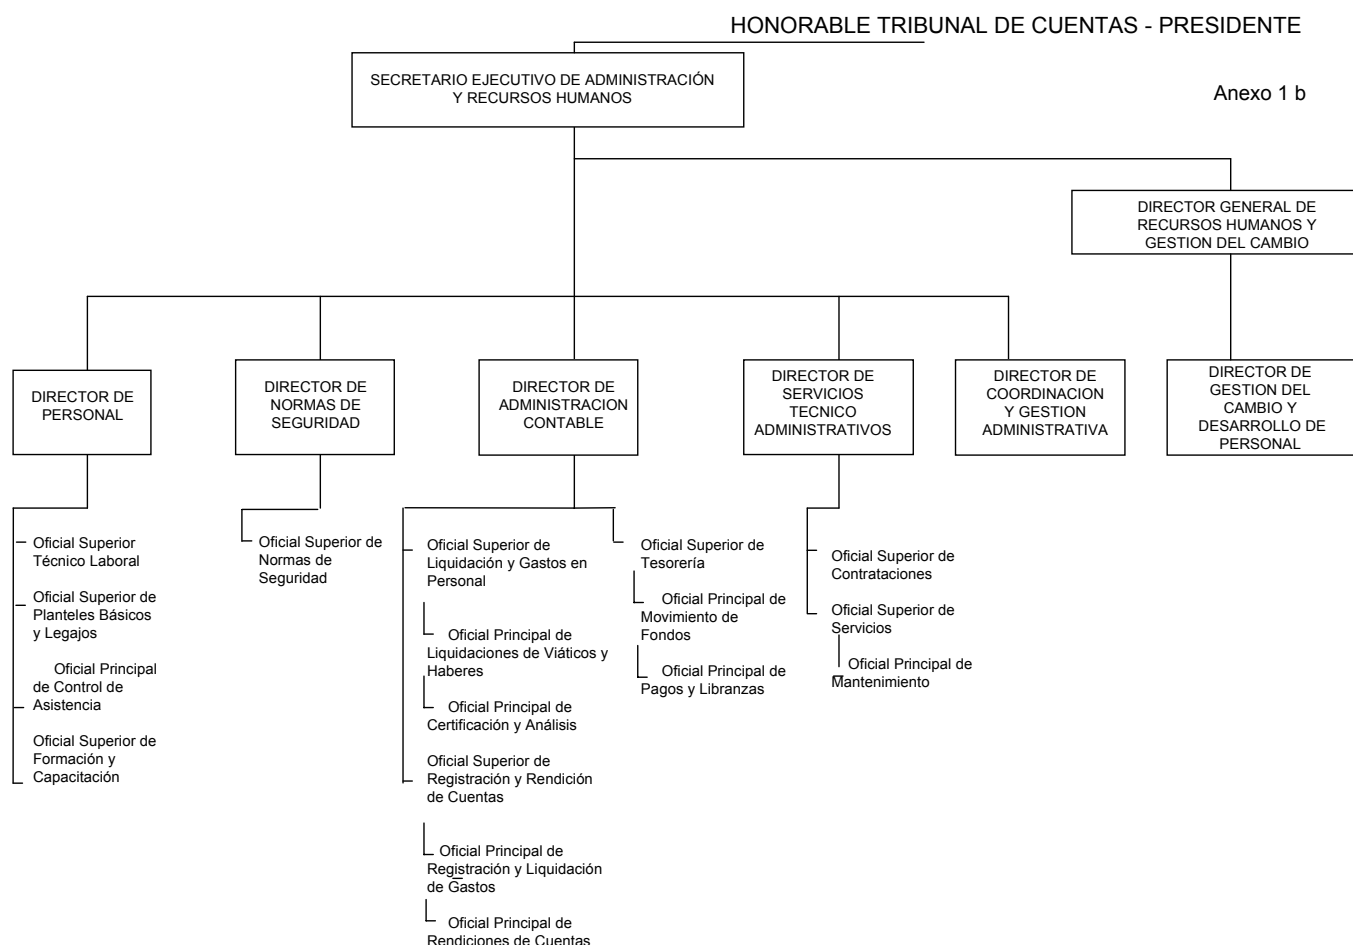 HONORABLE TRIBUNAL DE CUENTAS - PRESIDENTE
SECRETARIO EJECUTIVO DE ADMINISTRACIÓN
Y RECURSOS HUMANOS
Anexo 1 b
DIRECTOR GENERAL DE
RECURSOS HUMANOS Y
GESTION DEL CAMBIO
DIRECTOR DE
PERSONAL
DIRECTOR DE
NORMAS DE
SEGURIDAD
DIRECTOR DE
ADMINISTRACION
CONTABLE
DIRECTOR DE
SERVICIOS
TECNICO
ADMINISTRATIVOS
DIRECTOR DE
COORDINACION
Y GESTION
ADMINISTRATIVA
DIRECTOR DE
GESTION DEL
CAMBIO Y
DESARROLLO DE
PERSONAL
Oficial Superior
Técnico Laboral
Oficial Superior de
Planteles Básicos
y Legajos
Oficial Principal
de Control de
Asistencia
Oficial Superior de
Formación y
Capacitación
Oficial Superior de
Normas de
Seguridad
Oficial Superior de
Liquidación y Gastos en
Personal
Oficial Principal de
Liquidaciones de Viáticos y
Haberes
Oficial Principal de
Certificación y Análisis
Oficial Superior de
Registración y Rendición
de Cuentas
Oficial Principal de
Registración y Liquidación
de Gastos
Oficial Principal de
Rendiciones de Cuentas
Oficial Superior de
Tesorería
Oficial Principal de
Movimiento de
Fondos
Oficial Principal de
Pagos y Libranzas
Oficial Superior de
Contrataciones
Oficial Superior de
Servicios
Oficial Principal de
Mantenimiento